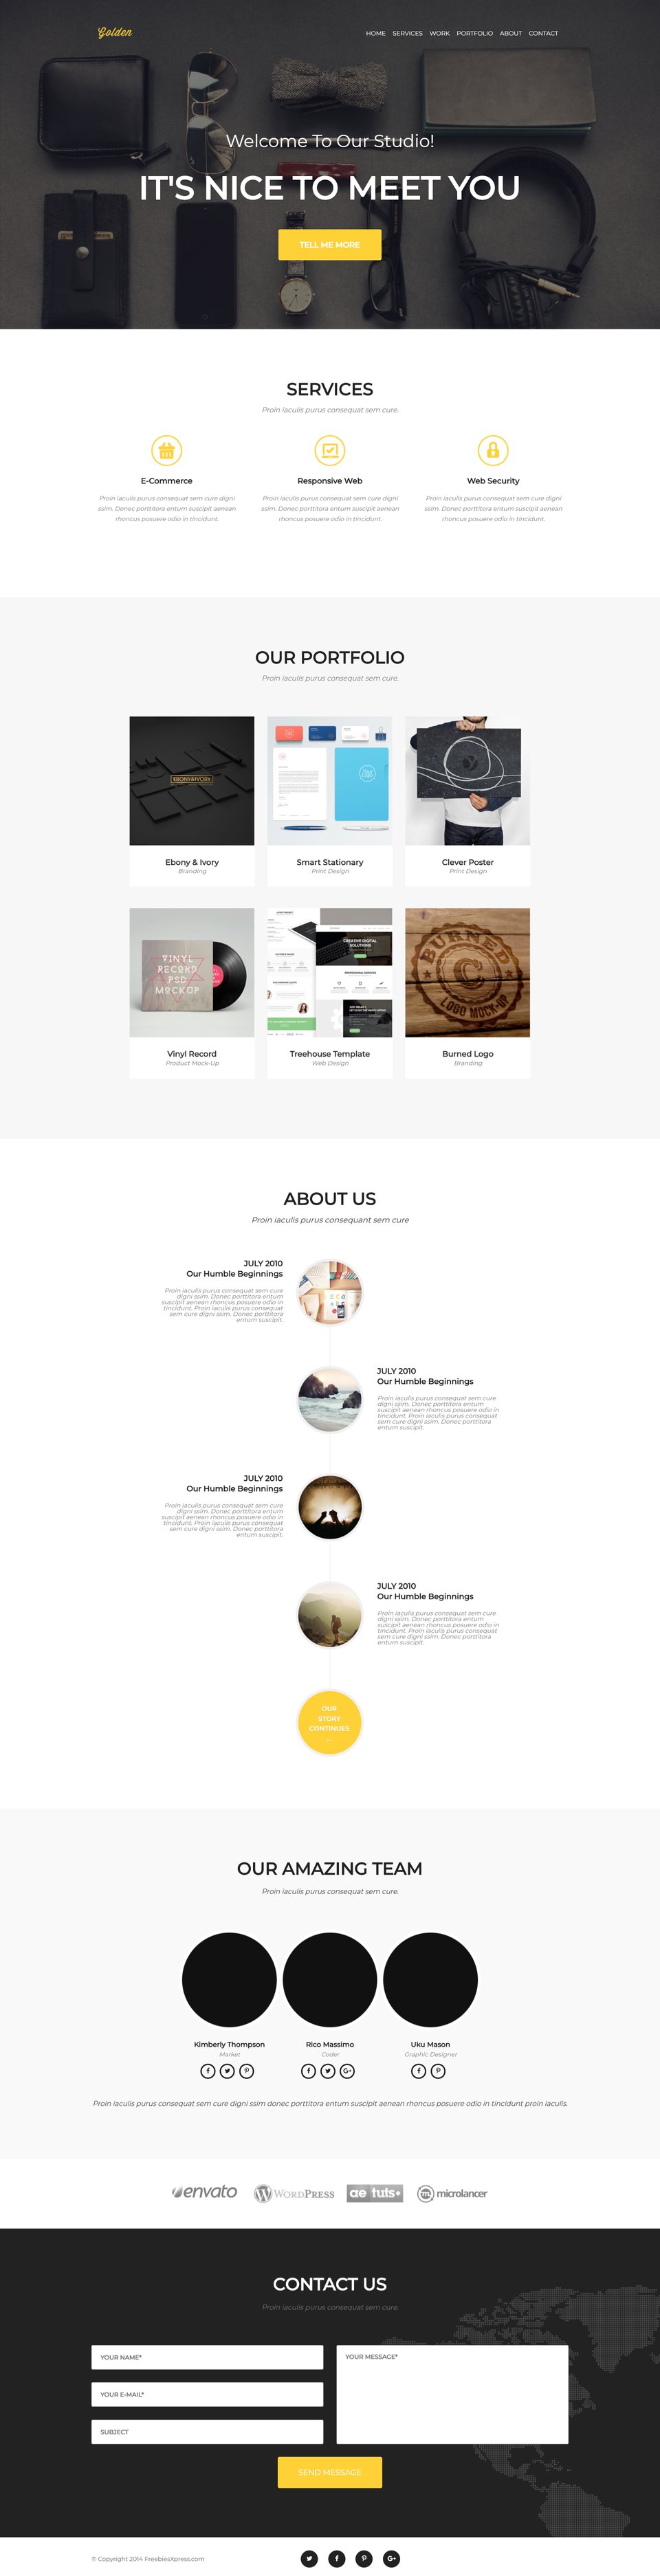 Golden
HOME SERVICES WORK PORTFOLIO ABOUT CONTACT
Welcome To Our Studio!
IT'S NICE TO MEET YOU
TELL ME MORE
SERVICES
Proin iaculis purus consequat sem cure.
E-Commerce
Proin iaculis purus consequat sem cure digni
ssim. Donec porttitora entum suscipit aenean
rhoncus posuere odio in tincidunt.
Responsive Web
Proin iaculis purus consequat sem cure digni
ssim. Donec porttitora entum suscipit aenean
rhoncus posuere odio in tincidunt.
Web Security
Proin iaculis purus consequat sem cure digni
ssim. Donec porttitora entum suscipit aenean
rhoncus posuere odio in tincidunt.
OUR PORTFOLIO
Proin iaculis purus consequat sem cure.
EBONY&IVORY
Ebony & Ivory
Branding
Smart Stationary
Print Design
Clever Poster
Print Design
VINYL
RECORD
PSD
MOCKUP
Vinyl Record
Product Mock-Up
CREATIVE DIGITAL
SOLUTIONS
Treehouse Template
Web Design
LOGO MOCK-UP
Burned Logo
Branding
ABOUT US
Proin iaculis purus consequant sem cure
JULY 2010
Our Humble Beginnings
Proin iaculis purus consequat sem cure
digni ssim. Donec porttitora entum
suscipit aenean rhoncus posuere odio in
tincidunt. Proin iaculis purus consequat
sem cure digni ssim. Donec porttitora
entum suscipit.
JULY 2010
Our Humble Beginnings
Proin iaculis purus consequat sem cure
digni ssim. Donec porttitora entum
suscipit aenean rhoncus posuere odio in
tincidunt. Proin iaculis purus consequat
sem cure digni ssim. Donec porttitora
entum suscipit.
JULY 2010
Our Humble Beginnings
Proin iaculis purus consequat sem cure
digni ssim. Donec porttitora entum
suscipit aenean rhoncus posuere odio in
tincidunt. Proin iaculis purus consequat
sem cure digni ssim. Donec porttitora
entum suscipit.
JULY 2010
Our Humble Beginnings
Proin iaculis purus consequat sem cure
digni ssim. Donec porttitora entum
suscipit aenean rhoncus posuere odio in
tincidunt. Proin iaculis purus consequat
sem cure digni ssim. Donec porttitora
entum suscipit.
OUR
STORY
CONTINUES
...
OUR AMAZING TEAM
Proin iaculis purus consequat sem cure.
Kimberly Thompson
Market
Rico Massimo
Coder
Uku Mason
Graphic Designer
Proin iaculis purus consequat sem cure digni ssim donec porttitora entum suscipit aenean rhoncus posuere odio in tincidunt proin iaculis.
envato WORDPRESS ae tuts+ microlancer
CONTACT US
Proin iaculis purus consequat sem cure.
YOUR NAME*
YOUR E-MAIL*
SUBJECT
YOUR MESSAGE*
SEND MESSAGE
© Copyright 2014 FreebiesXpress.com